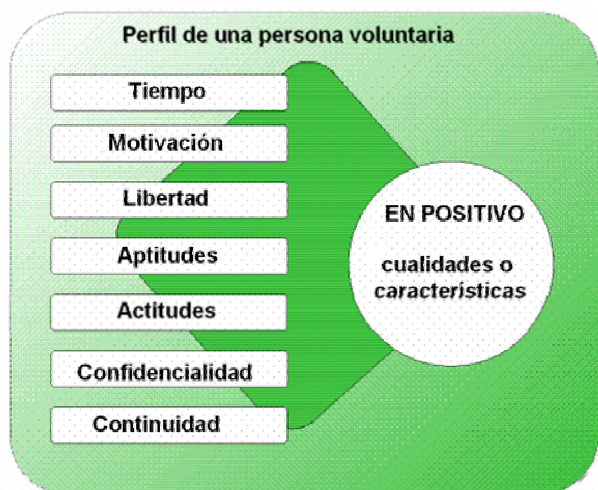 Perfil de una persona voluntaria
Tiempo
Motivación
Libertad
Aptitudes
Actitudes
Confidencialidad
Continuidad
EN POSITIVO
cualidades o
características